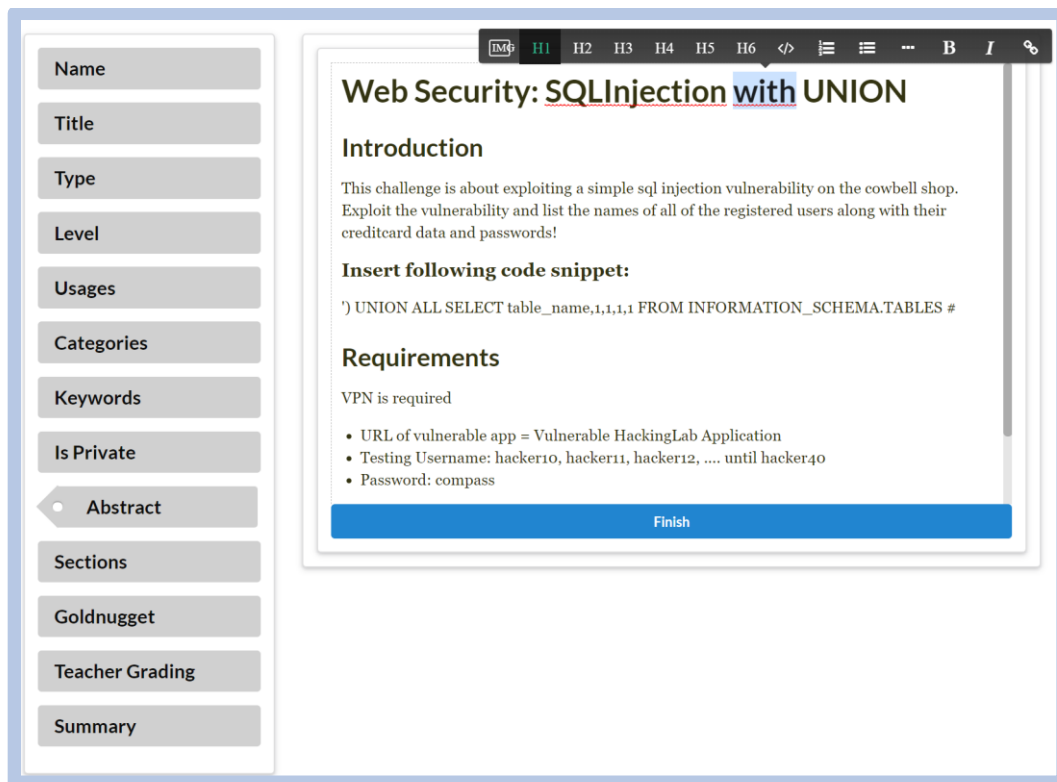 Name
Title
Type
Level
Usages
Categories
Keywords
Is Private
Abstract
Sections
Goldnugget
Teacher Grading
Summary
IMG H1 H2 H3 H4 H5 H6 </> B I
Web Security: SQLInjection with UNION
Introduction
This challenge is about exploiting a simple sql injection vulnerability on the cowbell shop.
Exploit the vulnerability and list the names of all of the registered users along with their
creditcard data and passwords!
Insert following code snippet:
') UNION ALL SELECT table_name,1,1,1,1 FROM INFORMATION_SCHEMA.TABLES #
Requirements
VPN is required
• URL of vulnerable app = Vulnerable HackingLab Application
• Testing Username: hacker10, hacker11, hacker12, .... until hacker40
• Password: compass
Finish